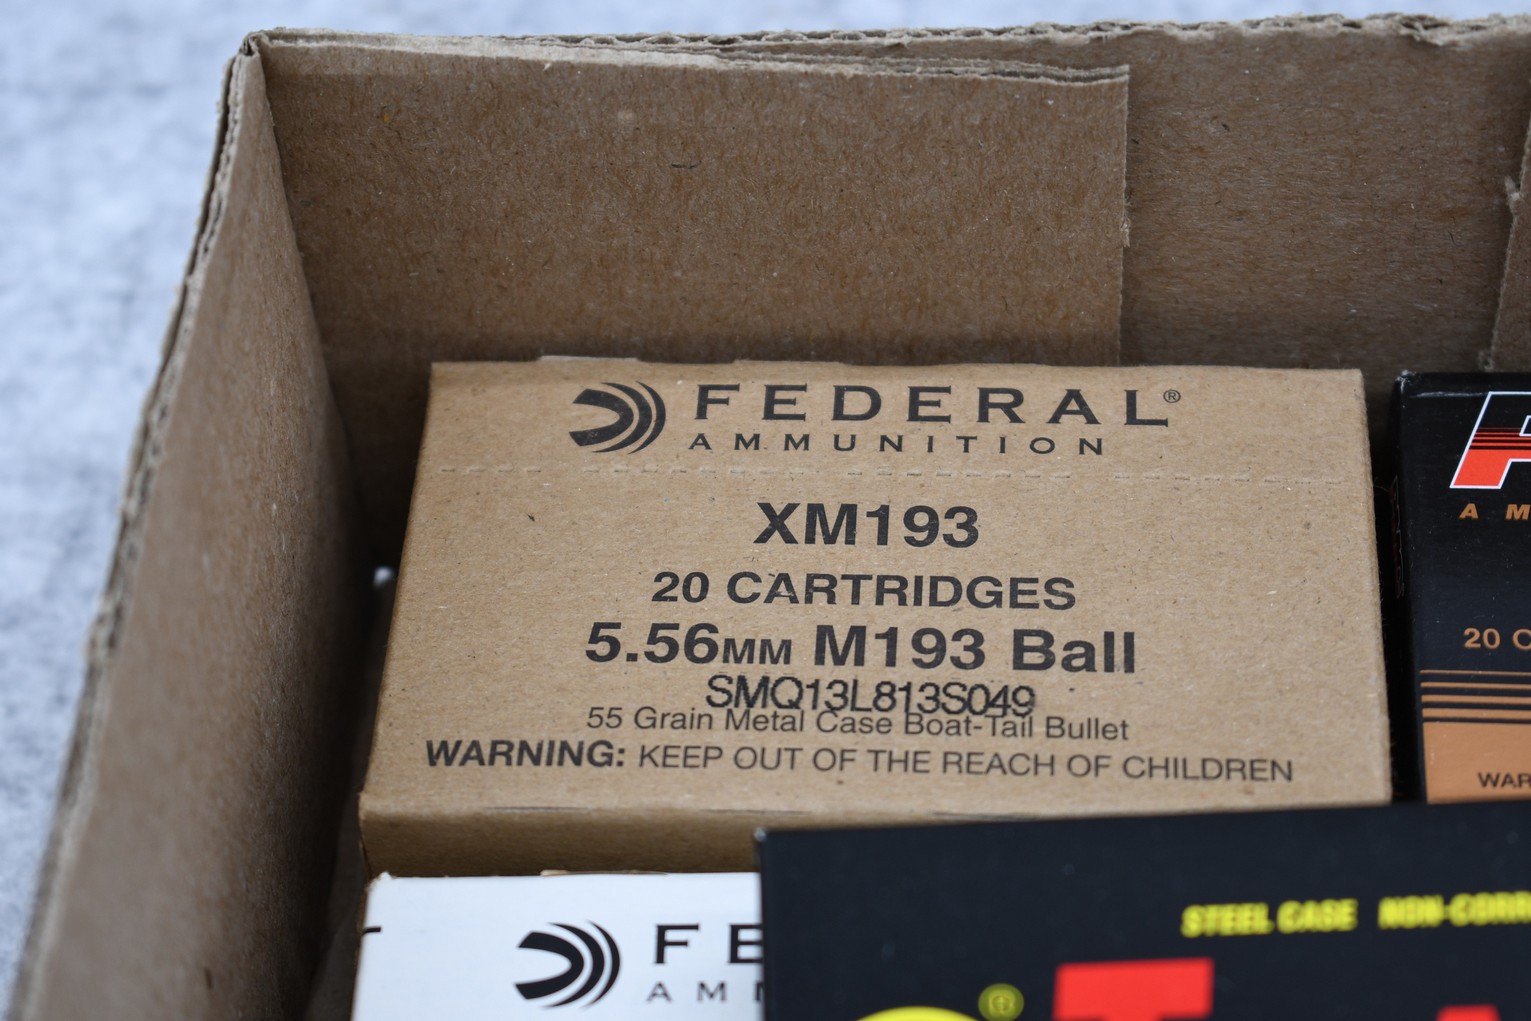 FEDERAL®
AMMUNITION
XM193
20 CARTRIDGES
5.56MM M193 Ball
SMQ13L813S049
55 Grain Metal Case Boat-Tail Bullet
WARNING: KEEP OUT OF THE REACH OF CHILDREN
20
STEEL CASE